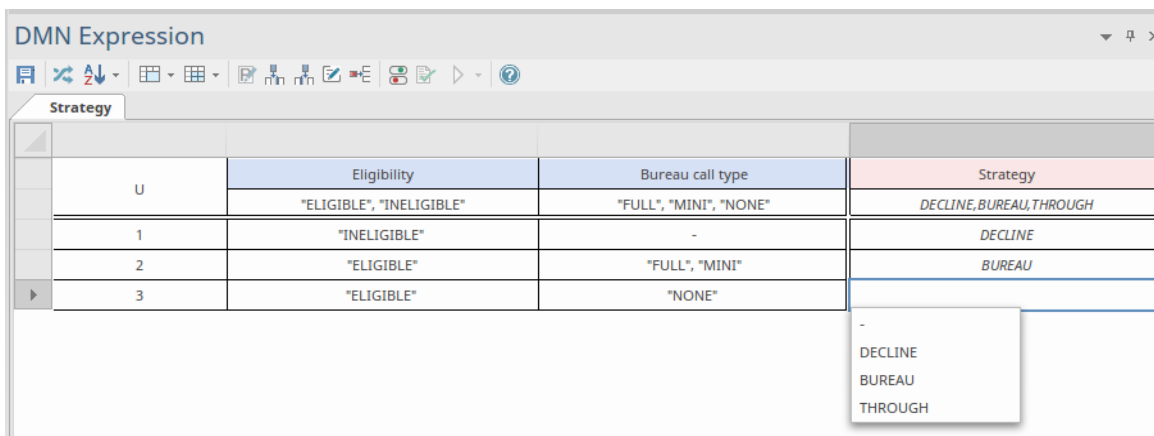 DMN Expression
Strategy
U
Eligibility
Bureau call type
Strategy
"ELIGIBLE", "INELIGIBLE"
"FULL", "MINI", "NONE"
DECLINE,BUREAU,THROUGH
1
"INELIGIBLE"
-
DECLINE
2
"ELIGIBLE"
"FULL", "MINI"
BUREAU
3
"ELIGIBLE"
"NONE"
-
DECLINE
BUREAU
THROUGH